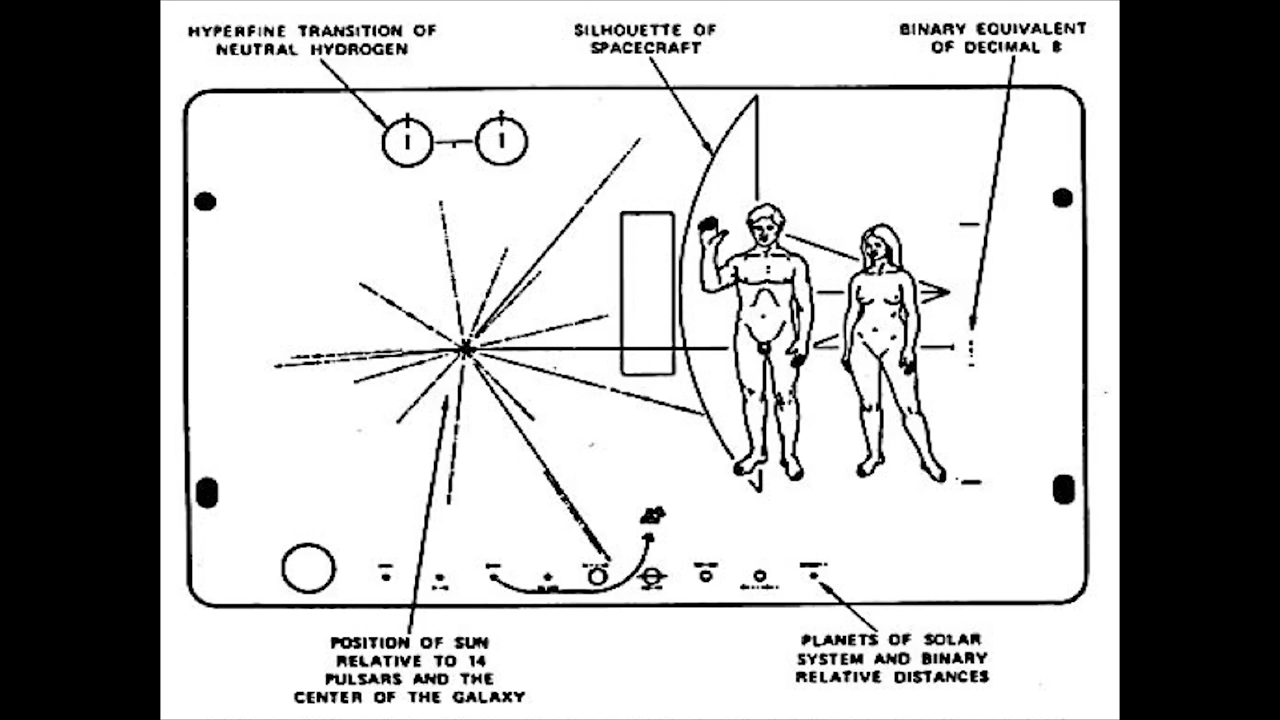 HYPERFINE TRANSITION OF
NEUTRAL HYDROGEN
SILHOUETTE OF
SPACECRAFT
BINARY EQUIVALENT
OF DECIMAL 8
POSITION OF SUN
RELATIVE TO 14
PULSARS AND THE
CENTER OF THE GALAXY
PLANETS OF SOLAR
SYSTEM AND BINARY
RELATIVE DISTANCES